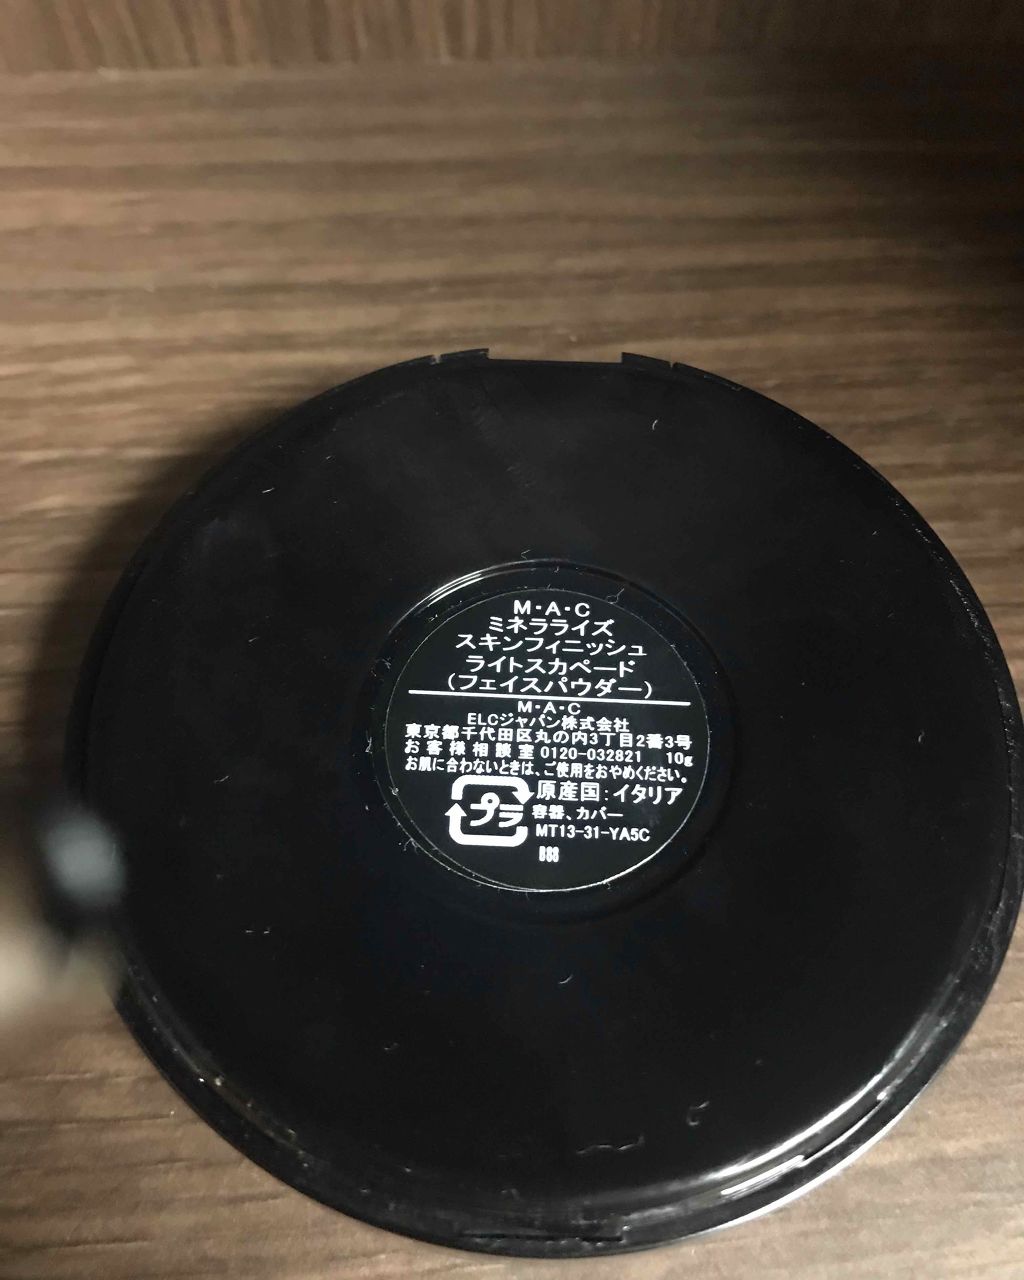 M・A・C
ミネラライズ
スキンフィニッシュ
ライトスカペード
(フェイスパウダー)
M・A・C
ELCジャパン株式会社
東京都千代田区丸の内3丁目2番3号
お客様相談室 0120-032821 10g
お肌に合わないときは、ご使用をおやめください。
プラ 原産国：イタリア
容器、カバー
MT13-31-YA5C